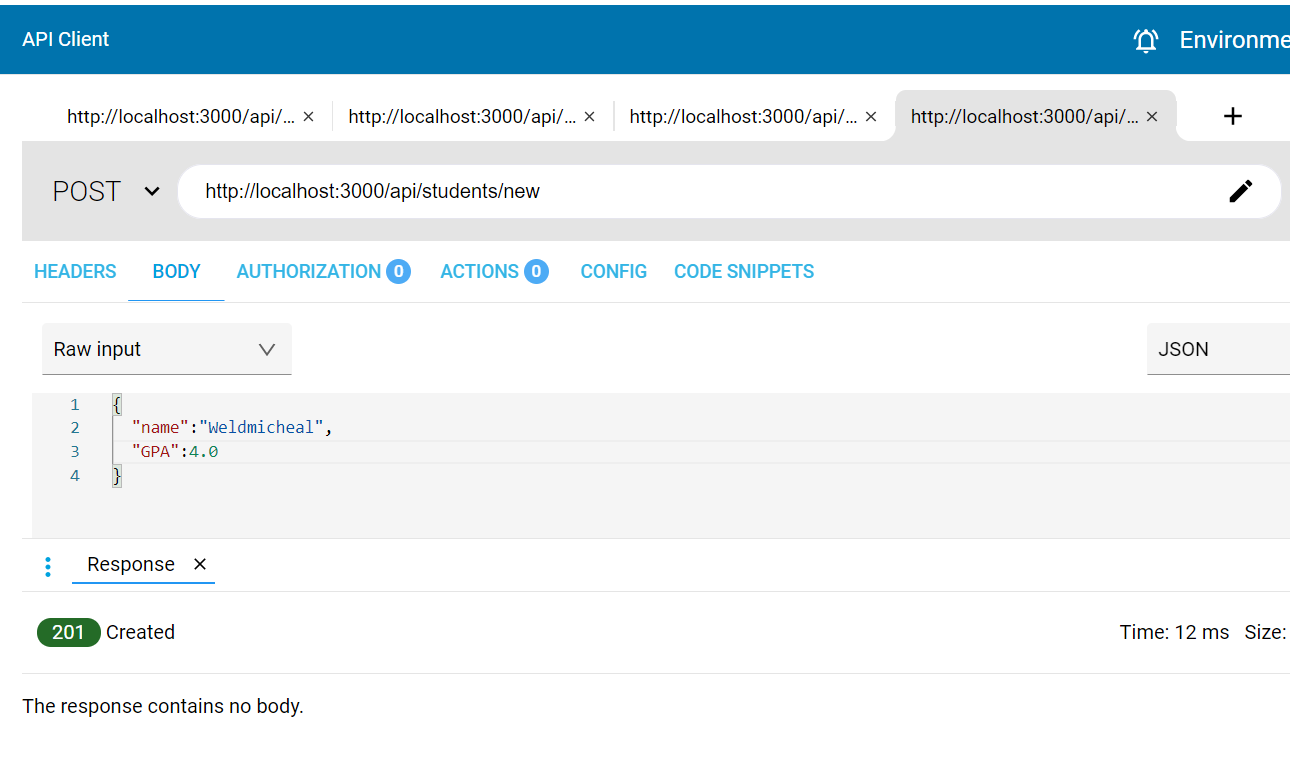 API Client
Environme
http://localhost:3000/api/... × http://localhost:3000/api/... × http://localhost:3000/api/... × http://localhost:3000/api/... × +
POST http://localhost:3000/api/students/new
HEADERS BODY AUTHORIZATION 0 ACTIONS 0 CONFIG CODE SNIPPETS
Raw input JSON
1 {
2 "name":"Weldmicheal",
3 "GPA":4.0
4 }
Response ×
201 Created Time: 12 ms Size:
The response contains no body.